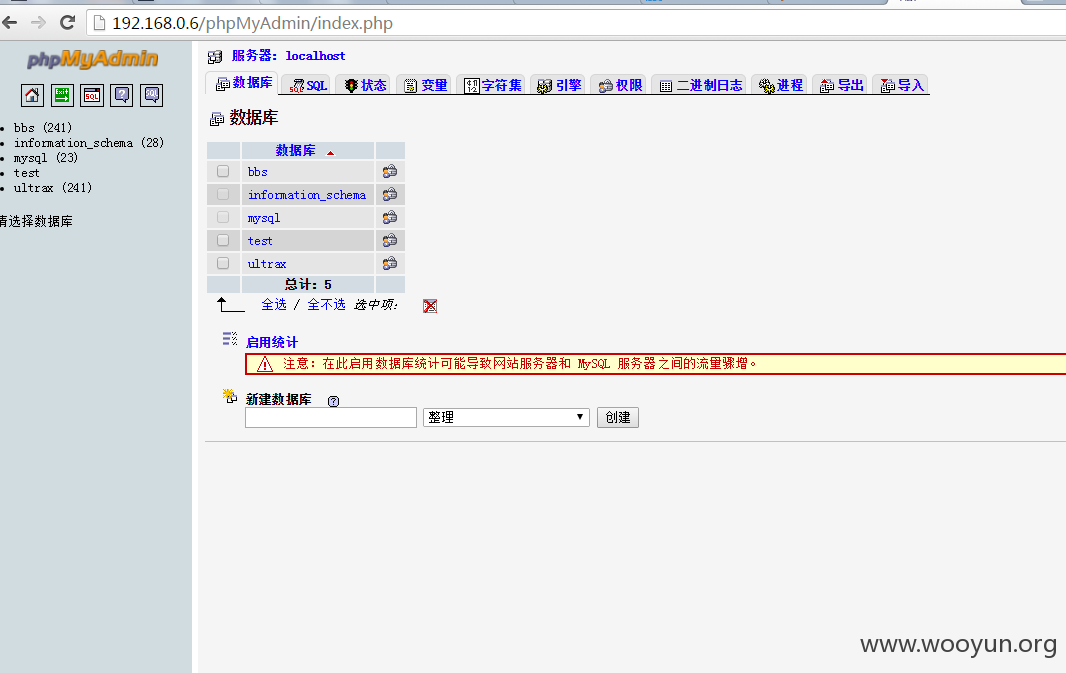 192.168.0.6/phpMyAdmin/index.php
phpMyAdmin
bbs (241)
information_schema (28)
mysql (23)
test
ultrax (241)
请选择数据库
服务器: localhost
数据库 SQL 状态 变量 字符集 引擎 权限 二进制日志 进程 导出 导入
数据库
数据库
bbs
information_schema
mysql
test
ultrax
总计: 5
全选 / 全不选 选中项:
启用统计
注意: 在此启用数据库统计可能导致网站服务器和 MySQL 服务器之间的流量骤增。
新建数据库
整理 创建
www.wooyun.org